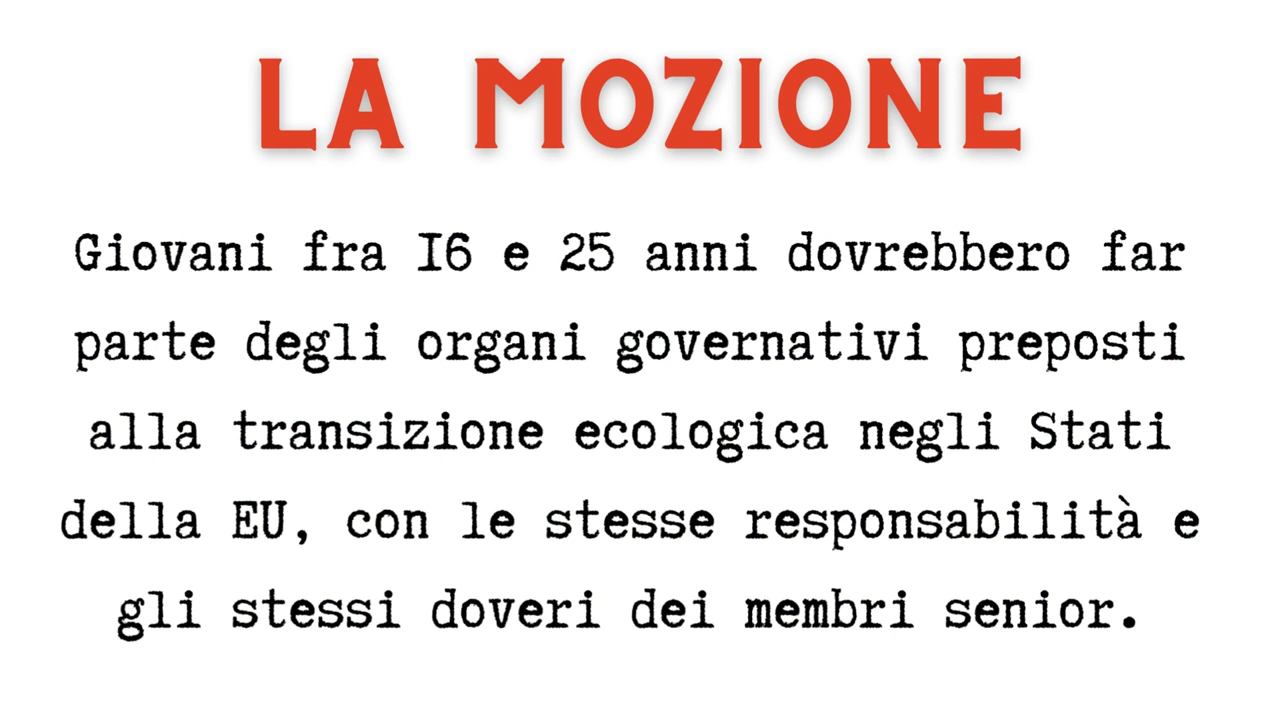 LA MOZIONE
Giovani fra 16 e 25 anni dovrebbero far
parte degli organi governativi preposti
alla transizione ecologica negli Stati
della EU, con le stesse responsabilità e
gli stessi doveri dei membri senior.